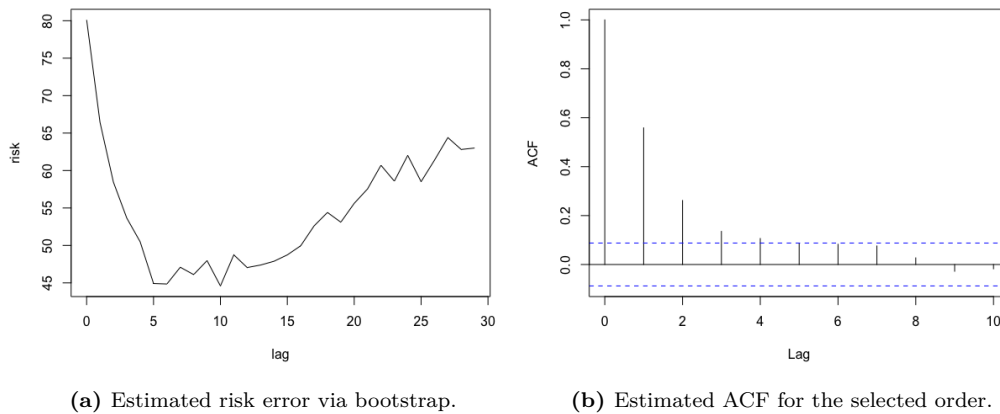 80
75
70
65
60
55
50
45
risk
0 5 10 15 20 25 30
lag
1.0
0.8
0.6
0.4
0.2
0.0
ACF
0 2 4 6 8 10
Lag
(a) Estimated risk error via bootstrap.
(b) Estimated ACF for the selected order.